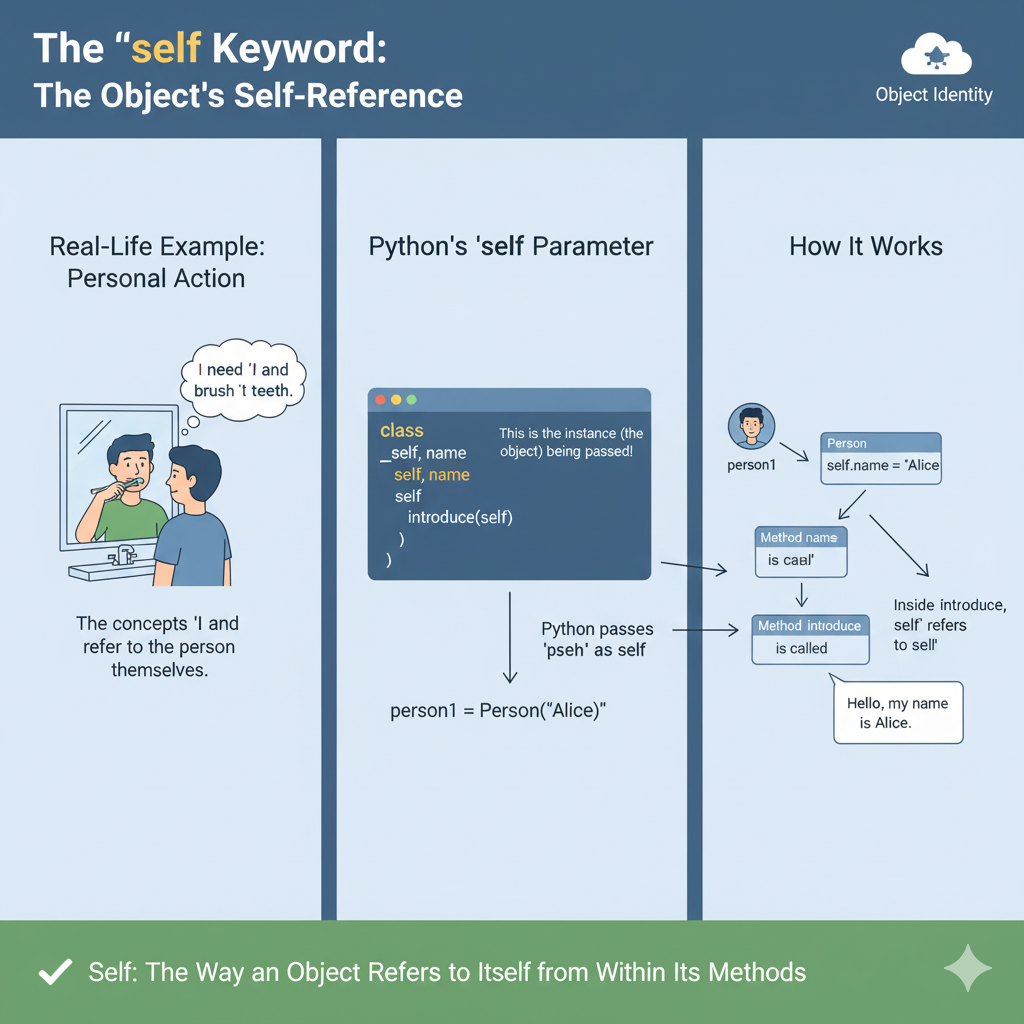 The “self Keyword:
The Object's Self-Reference
Object Identity
Real-Life Example:
Personal Action
I need 'I and
brush 't teeth.
The concepts 'I and
refer to the person
themselves.
Python's 'self Parameter
class
_self, name
self, name
self
introduce(self)
)
)
This is the instance (the
object) being passed!
Python passes
'pseh' as self
person1 = Person("Alice)"
How It Works
person1
Person
self.name = "Alice
Method name
is
Method introduce
is called
Inside introduce,
self' refers
to self'
Hello, my name
is Alice.
Self: The Way an Object Refers to Itself from Within Its Methods